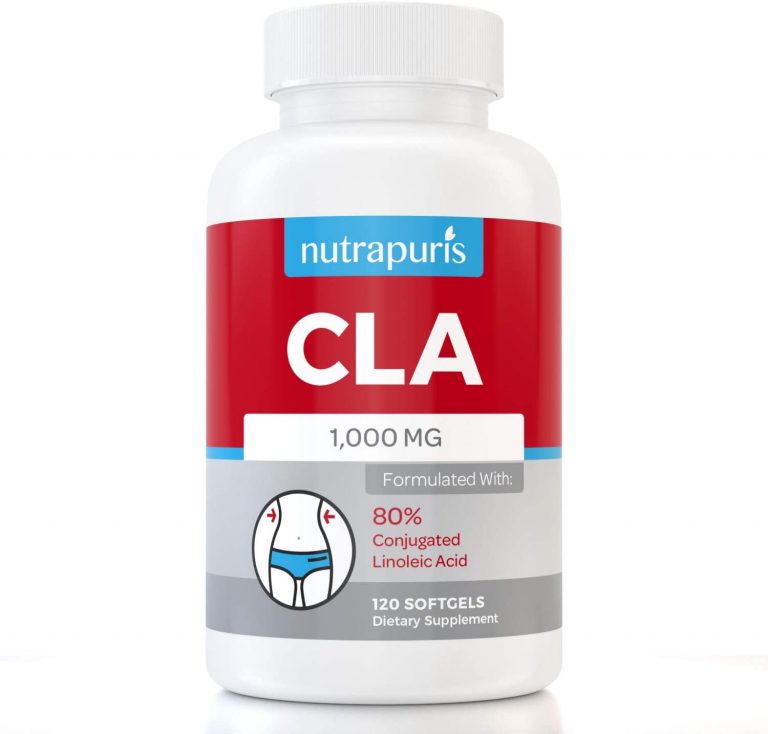 nutrapuris
CLA
1,000 MG
Formulated With:
80%
Conjugated
Linoleic Acid
120 SOFTGELS
Dietary Supplement